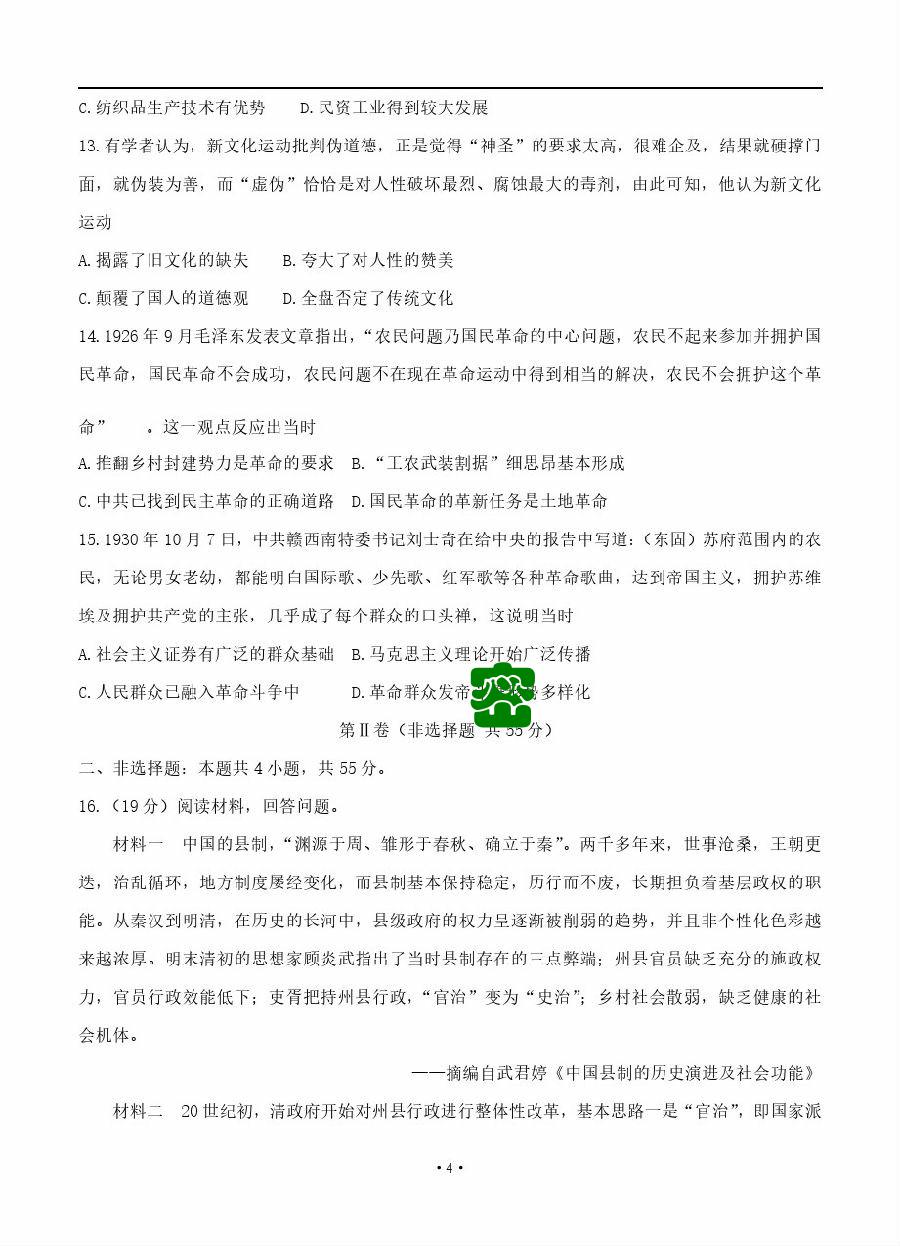 C.纺织品生产技术有优势 D.民资工业得到较大发展
13.有学者认为，新文化运动批判伪道德，正是觉得“神圣”的要求太高，很难企及，结果就硬撑门
面，就伪装为善，而“虚伪”恰恰是对人性破坏最烈、腐蚀最大的毒剂，由此可知，他认为新文化
运动
A.揭露了旧文化的缺失 B.夸大了对人性的赞美
C.颠覆了国人的道德观 D.全盘否定了传统文化
14.1926年9月毛泽东发表文章指出，“农民问题乃国民革命的中心问题，农民不起来参加并拥护国
民革命，国民革命不会成功，农民问题不在现在革命运动中得到相当的解决，农民不会拥护这个革
命” 。这一观点反应出当时
A.推翻乡村封建势力是革命的要求 B.“工农武装割据”细思昂基本形成
C.中共已找到民主革命的正确道路 D.国民革命的革新任务是土地革命
15.1930年10月7日，中共赣西南特委书记刘士奇在给中央的报告中写道：（东固）苏府范围内的农
民，无论男女老幼，都能明白国际歌、少先歌、红军歌等各种革命歌曲，达到帝国主义，拥护苏维
埃及拥护共产党的主张，几乎成了每个群众的口头禅，这说明当时
A.社会主义证券有广泛的群众基础 B.马克思主义理论开始广泛传播
C.人民群众已融入革命斗争中 D.革命群众发帝 多样化
第Ⅱ卷（非选择题 共55分）
二、非选择题：本题共4小题，共55分。
16.（19分）阅读材料，回答问题。
材料一 中国的县制，“渊源于周、雏形于春秋、确立于秦”。两千多年来，世事沧桑，王朝更
迭，治乱循环，地方制度屡经变化，而县制基本保持稳定，历行而不废，长期担负着基层政权的职
能。从秦汉到明清，在历史的长河中，县级政府的权力呈逐渐被削弱的趋势，并且非个性化色彩越
来越浓厚。明末清初的思想家顾炎武指出了当时县制存在的三点弊端；州县官员缺乏充分的施政权
力，官员行政效能低下；吏胥把持州县行政，“官治”变为“史治”；乡村社会散弱，缺乏健康的社
会机体。
——摘编自武君婷《中国县制的历史演进及社会功能》
材料二 20世纪初，清政府开始对州县行政进行整体性改革，基本思路一是“官治”，即国家派
·4·